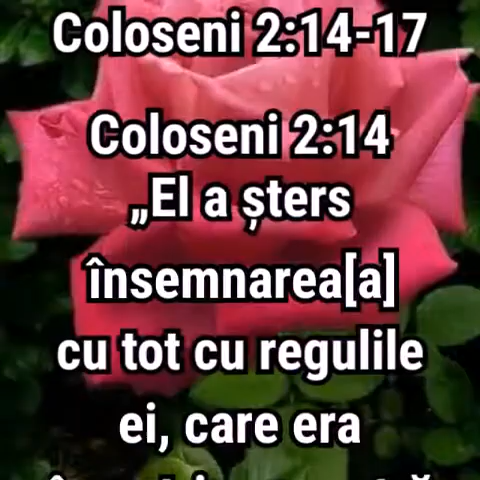 Coloseni 2:14-17
Coloseni 2:14
„El a șters
însemnarea[a]
cu tot cu regulile
ei, care era